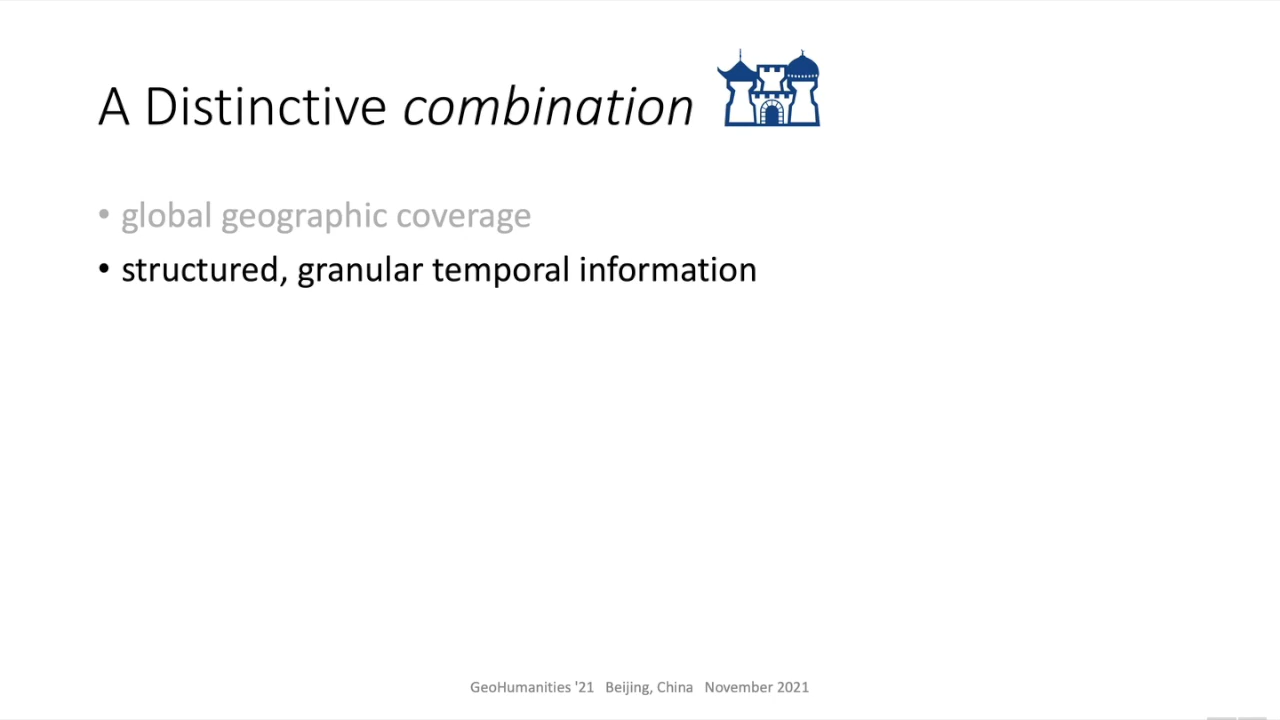 A Distinctive combination
• global geographic coverage
• structured, granular temporal information
GeoHumanities '21 Beijing, China November 2021